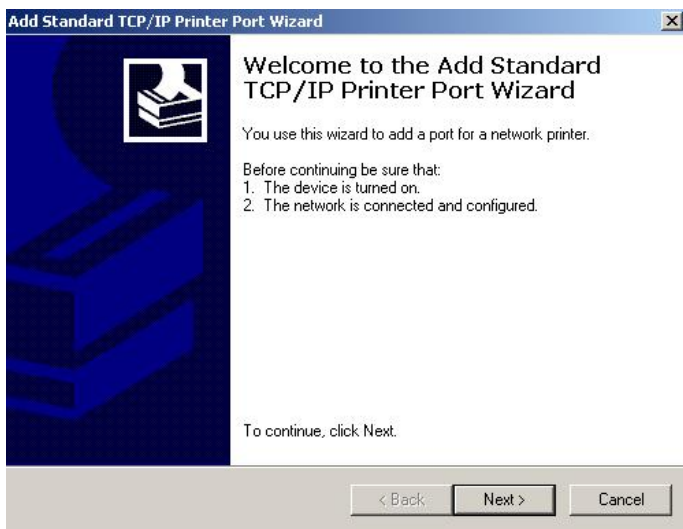 Add Standard TCP/IP Printer Port Wizard
Welcome to the Add Standard
TCP/IP Printer Port Wizard
You use this wizard to add a port for a network printer.
Before continuing be sure that:
1. The device is turned on.
2. The network is connected and configured.
To continue, click Next.
< Back Next > Cancel